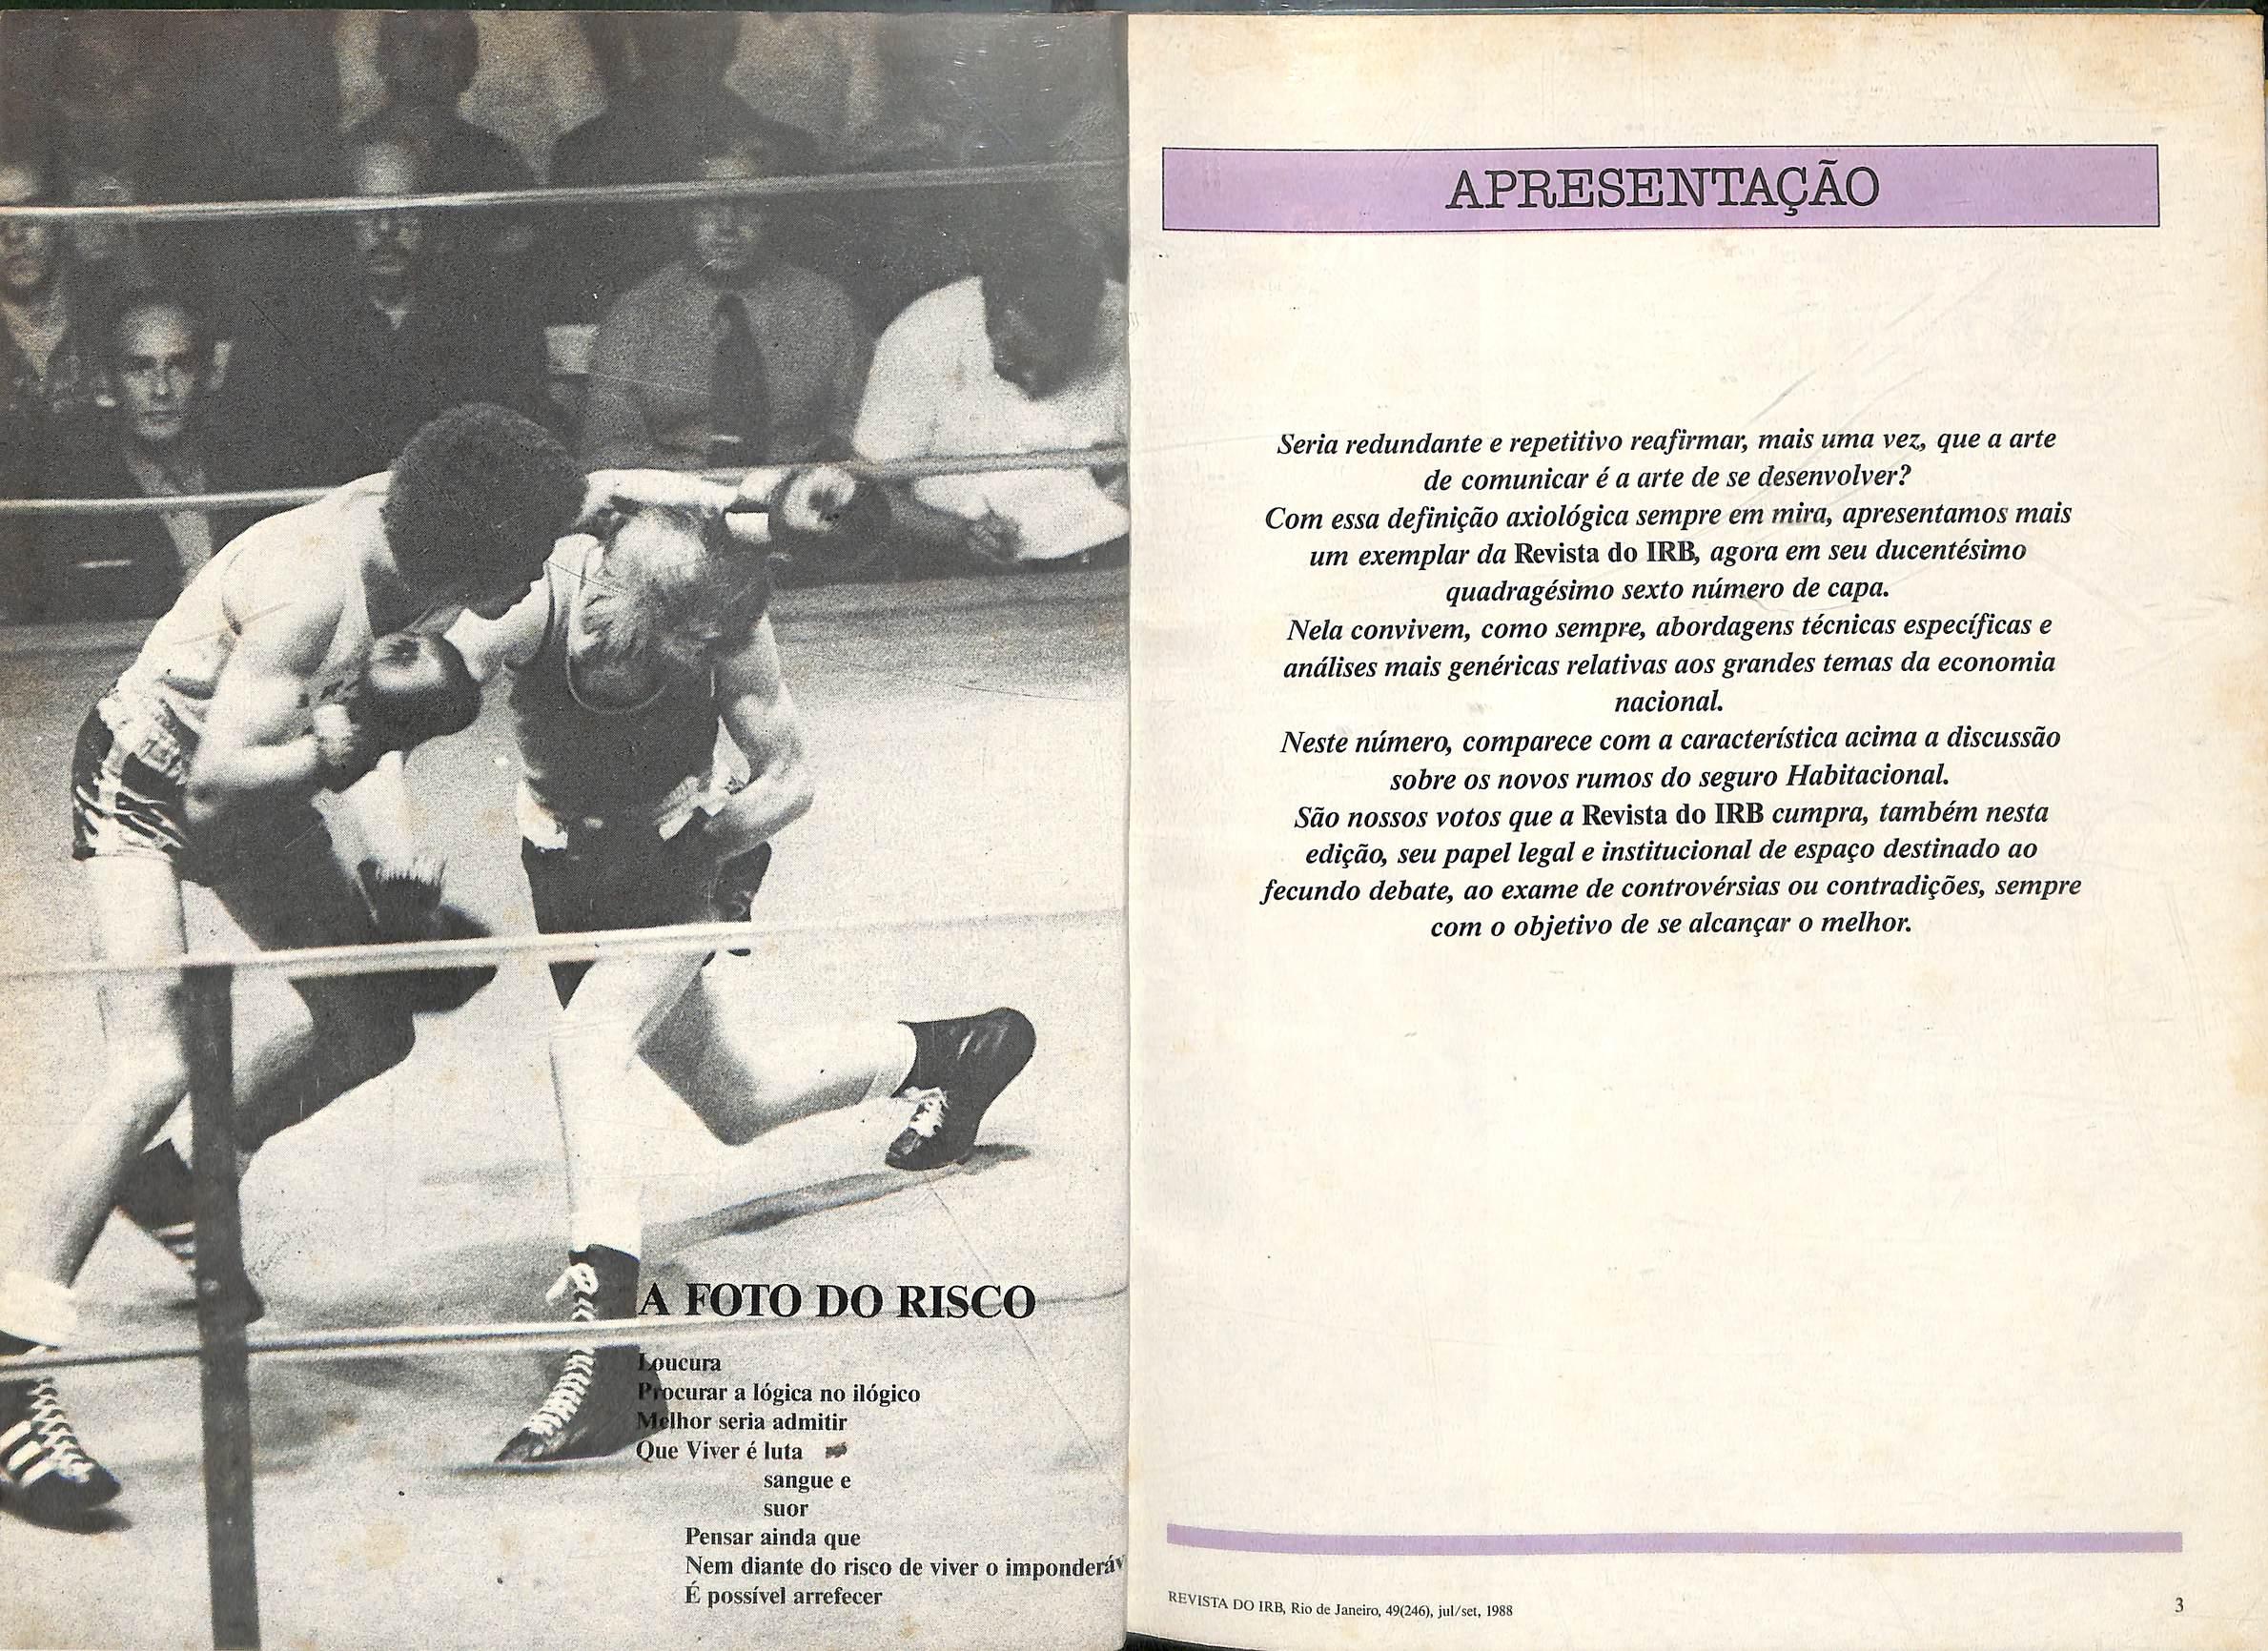 A FOTO DO RISCO
Loucura
Procurar a lógica no ilógico
Melhor seria admitir
Que Viver é luta
sangue e
suor
Pensar ainda que
Nem diante do risco de viver o imponderáv
É possível arrefecer
APRESENTAÇÃO
Seria redundante e repetitivo reafirmar, mais uma vez, que a arte
de comunicar é a arte de se desenvolver?
Com essa definição axiológica sempre em mira, apresentamos mais
um exemplar da Revista do IRB, agora em seu ducentésimo
quadragésimo sexto número de capa.
Nela convivem, como sempre, abordagens técnicas específicas e
análises mais genéricas relativas aos grandes temas da economia
nacional.
Neste número, comparece com a característica acima a discussão
sobre os novos rumos do seguro Habitacional.
São nossos votos que a Revista do IRB cumpra, também nesta
edição, seu papel legal e institucional de espaço destinado ao
fecundo debate, ao exame de controvérsias ou contradições, sempre
com o objetivo de se alcançar o melhor.
REVISTA DO IRB, Rio de Janeiro, 49(246), jul/set, 1988
3